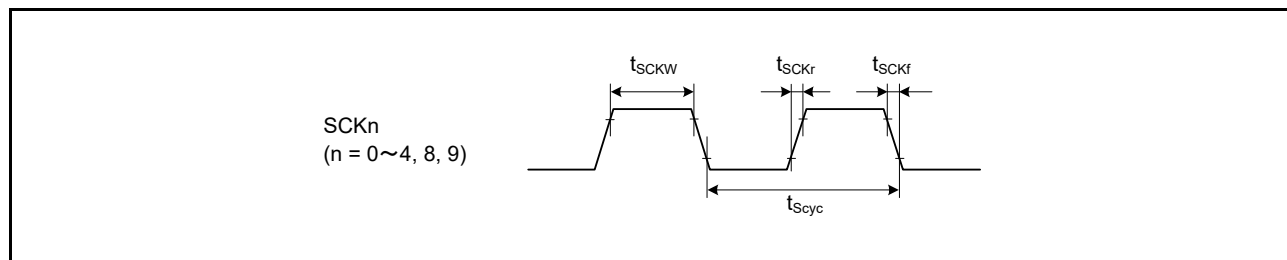 tSCKW
tSCKr
tSCKf
SCKn
(n = 0～4, 8, 9)
tScyc